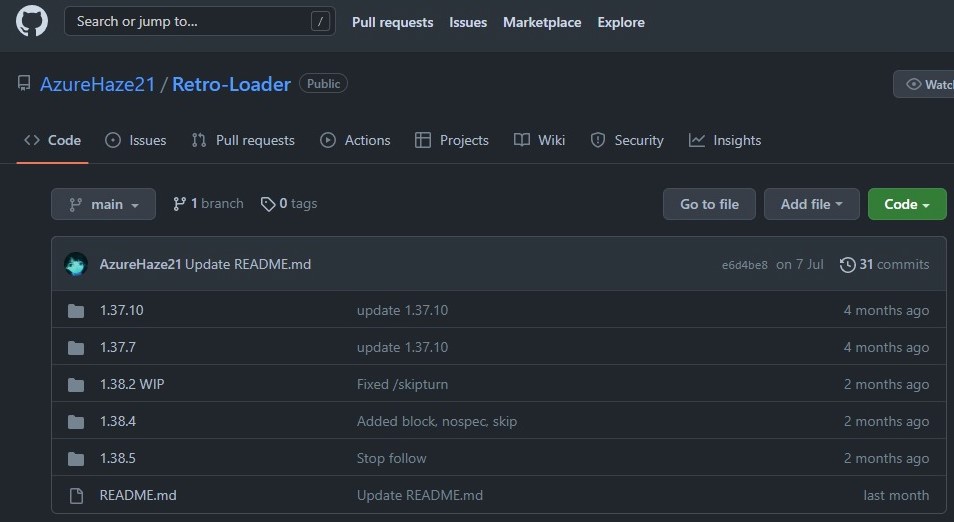 Search or jump to... /
Pull requests Issues Marketplace Explore
AzureHaze21 / Retro-Loader Public
Code Issues Pull requests Actions Projects Wiki Security Insights
main 1 branch 0 tags Go to file Add file Code
AzureHaze21 Update README.md e6d4be8 on 7 Jul 31 commits
1.37.10 update 1.37.10 4 months ago
1.37.7 update 1.37.10 4 months ago
1.38.2 WIP Fixed /skipturn 2 months ago
1.38.4 Added block, nospec, skip 2 months ago
1.38.5 Stop follow 2 months ago
README.md Update README.md last month